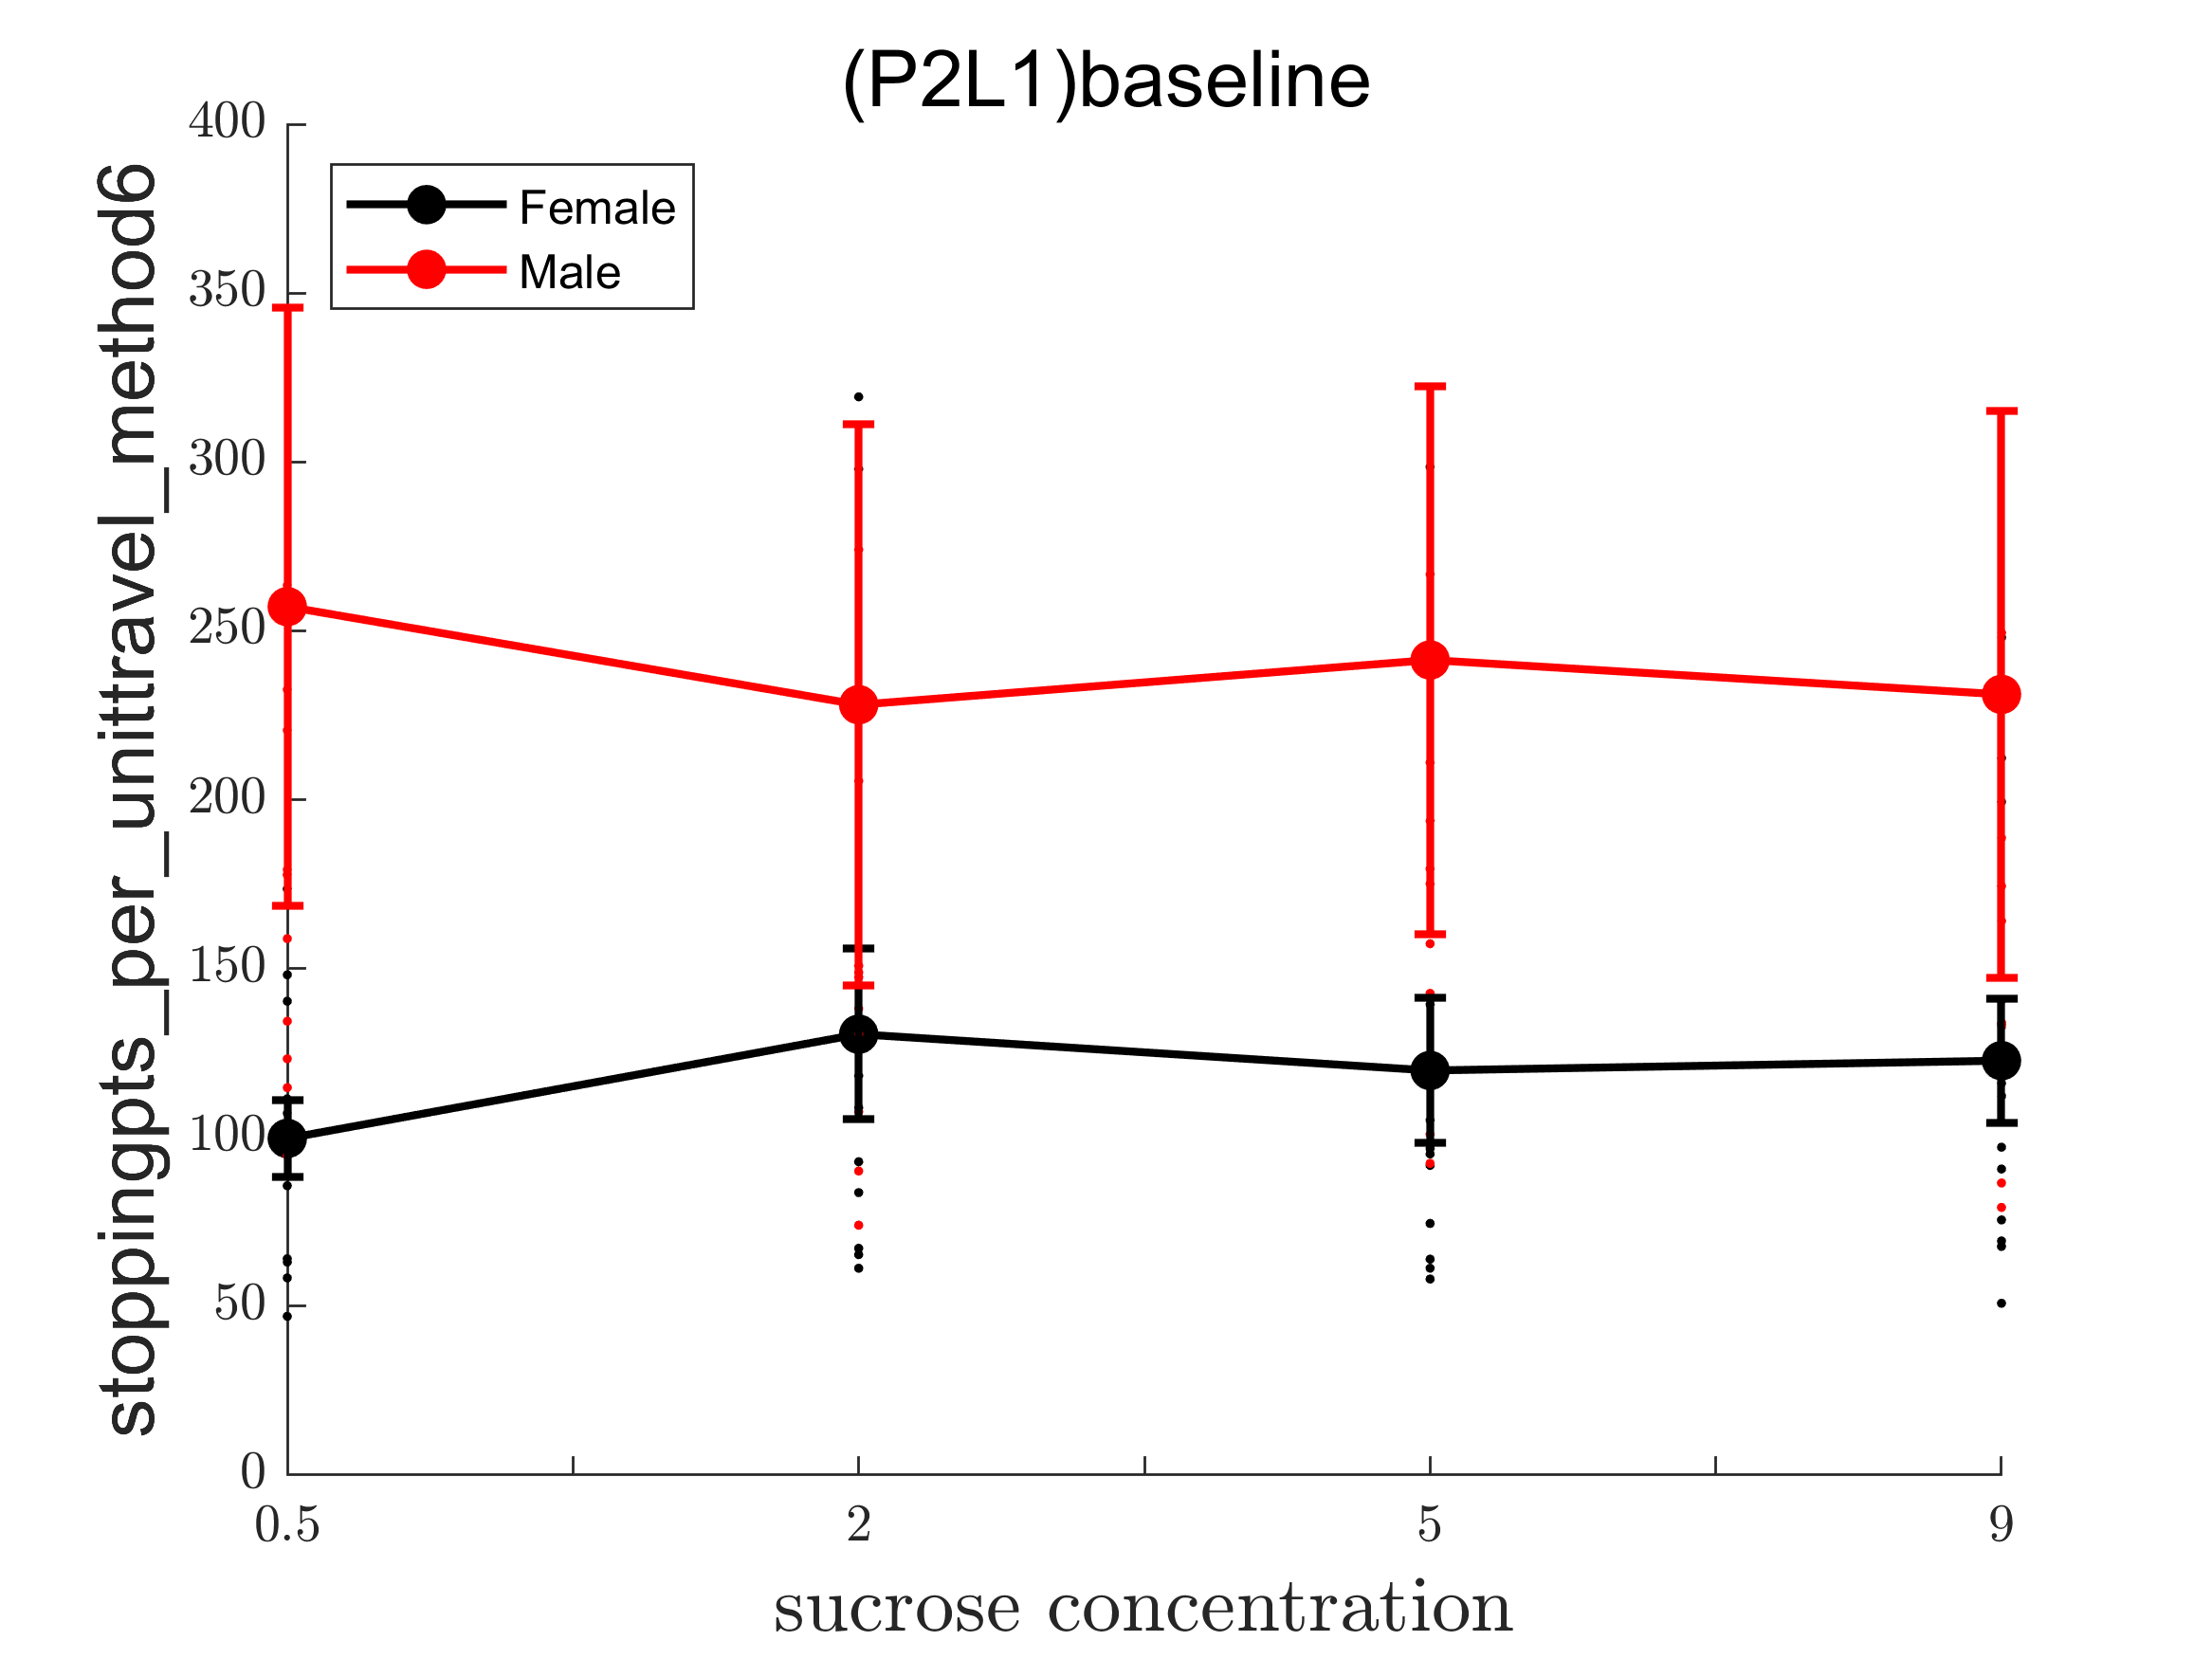 (P2L1)baseline
stoppingpts_per_unittravel_method6
400
350
300
250
200
150
100
50
0
Female
Male
0.5
2
5
9
sucrose concentration